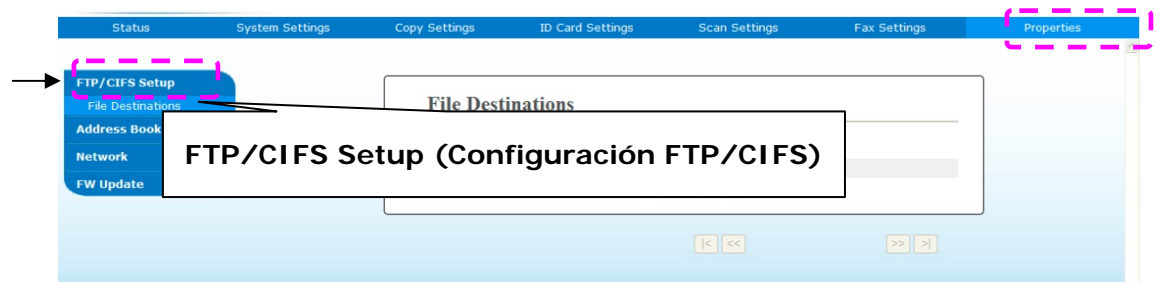 Status System Settings Copy Settings ID Card Settings Scan Settings Fax Settings Properties
FTP/CIFS Setup
File Destinations
Address Book
Network
FW Update
File Destinations
FTP/CIFS Setup (Configuración FTP/CIFS)
|< << >> >|